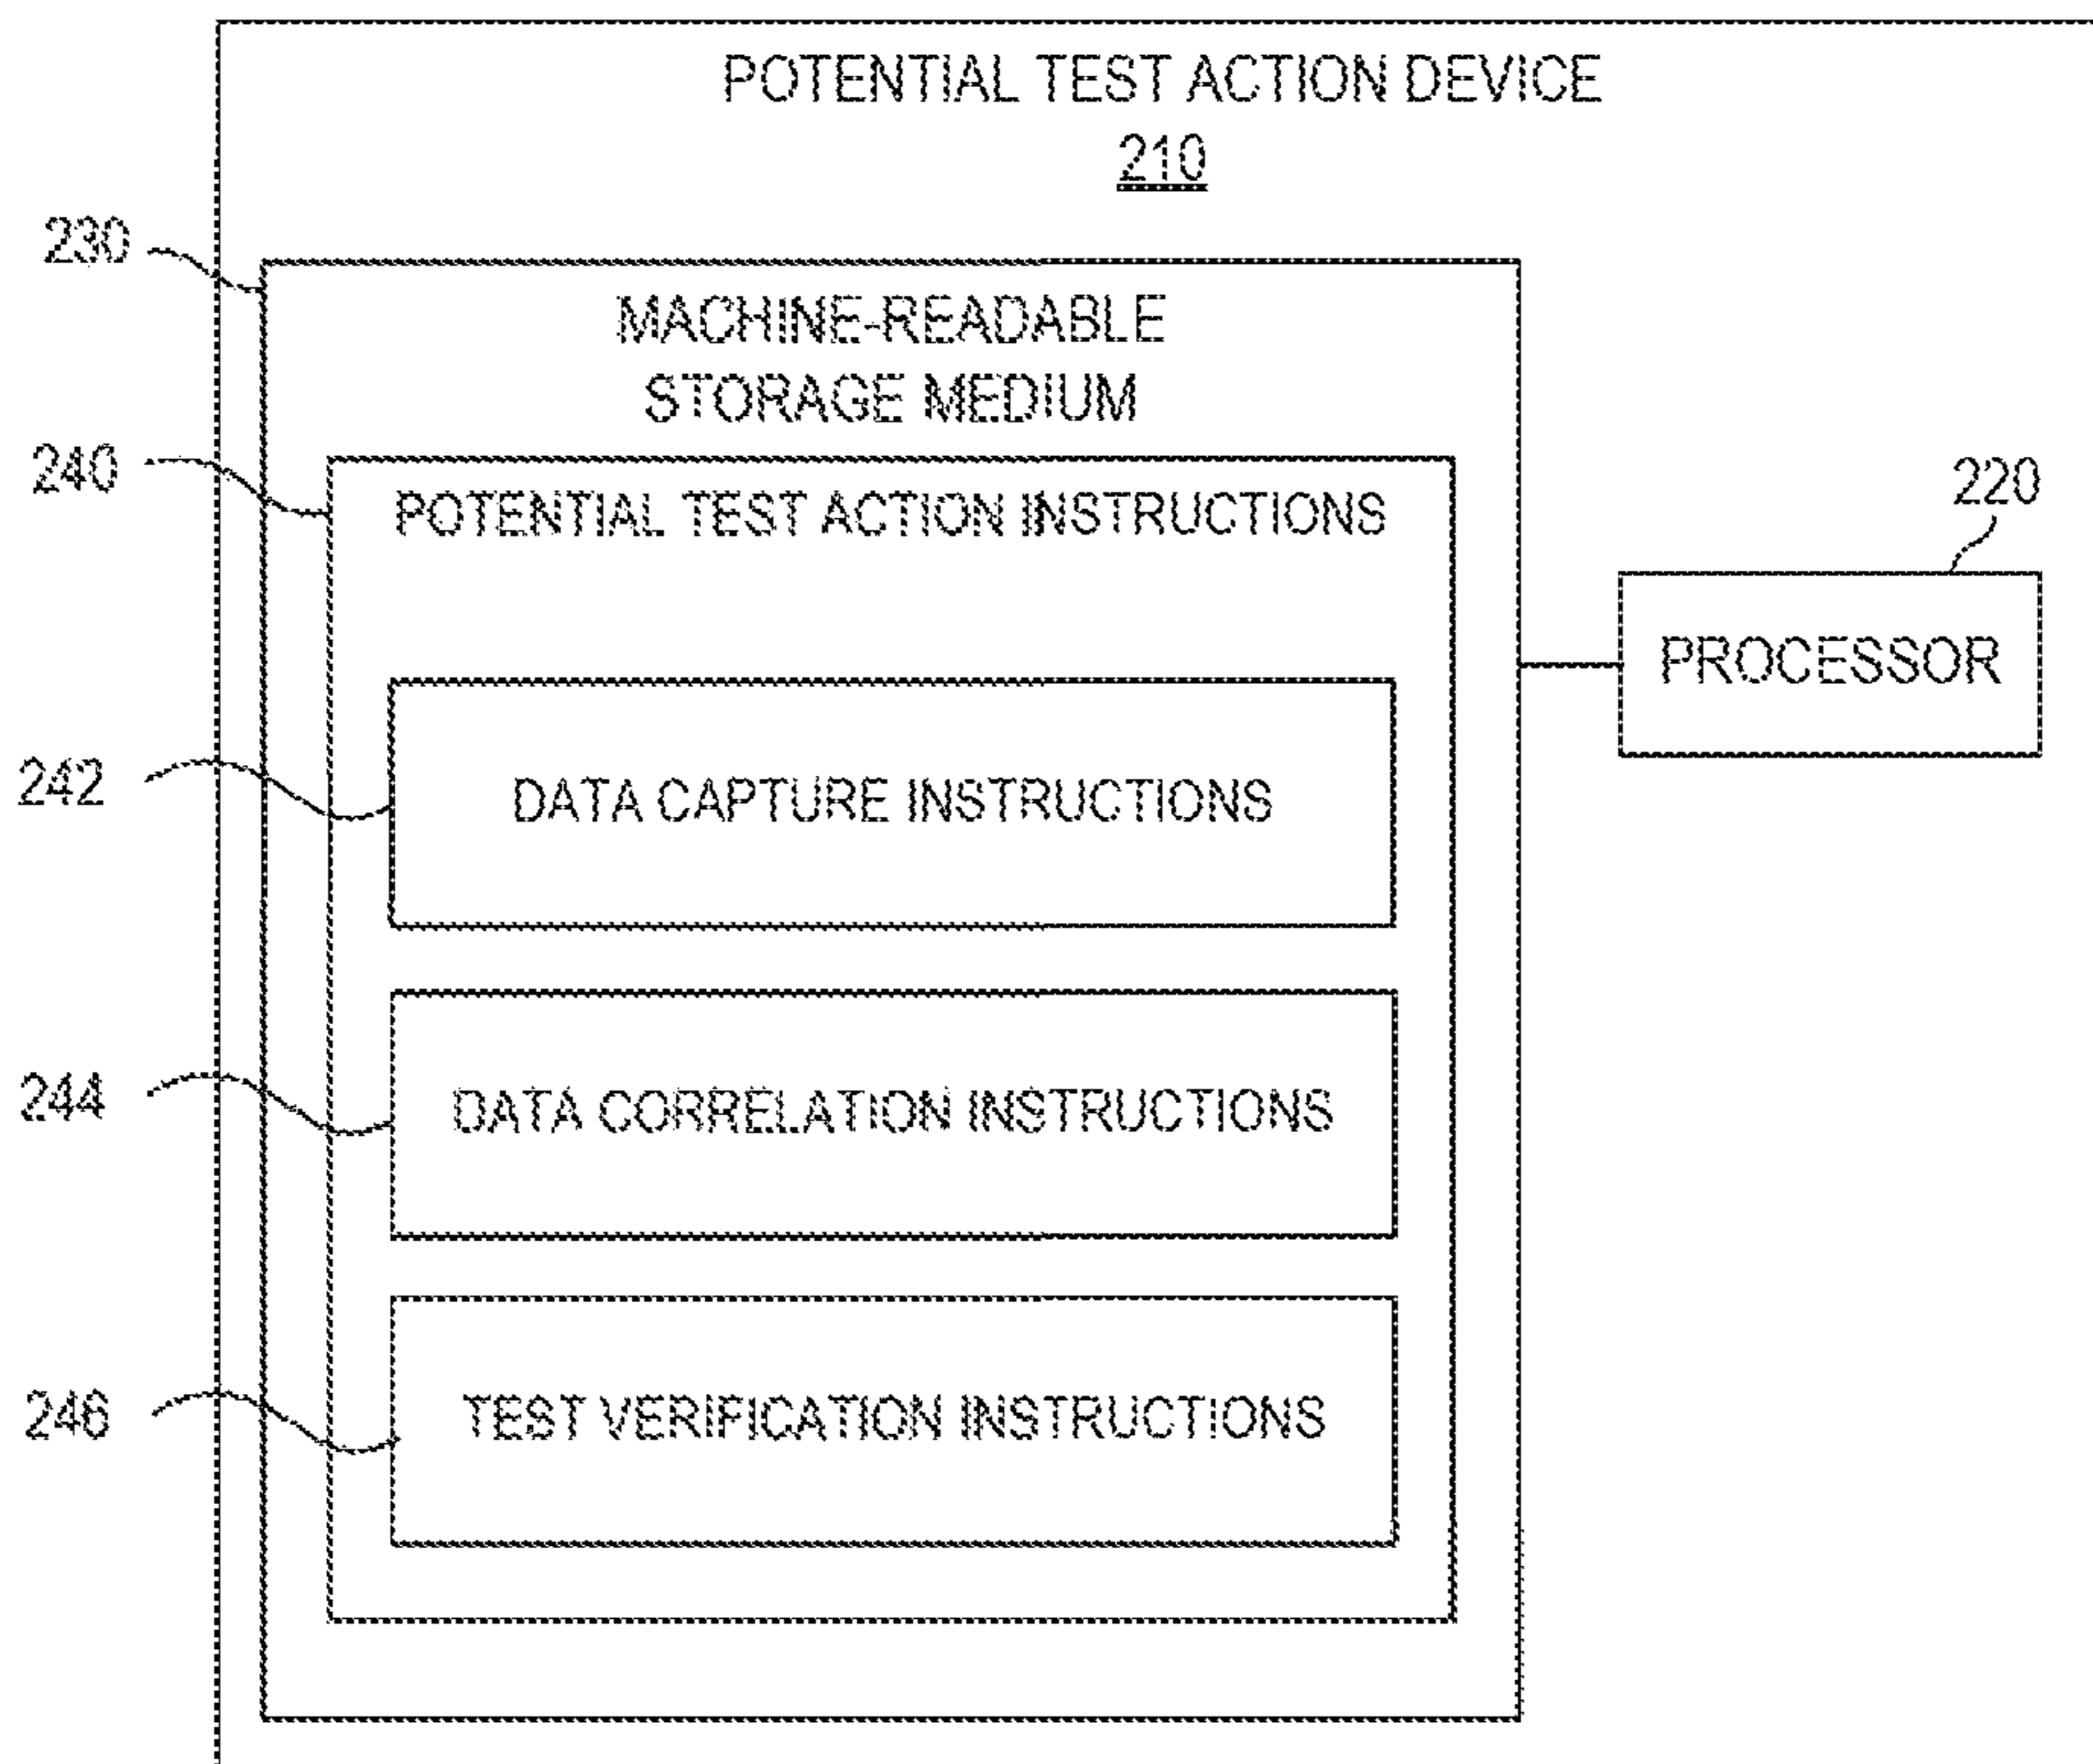 POTENTIAL TEST ACTION DEVICE
210
230
MACHINE-READABLE
STORAGE MEDIUM
240
POTENTIAL TEST ACTION INSTRUCTIONS
220
PROCESSOR
242
DATA CAPTURE INSTRUCTIONS
244
DATA CORRELATION INSTRUCTIONS
246
TEST VERIFICATION INSTRUCTIONS